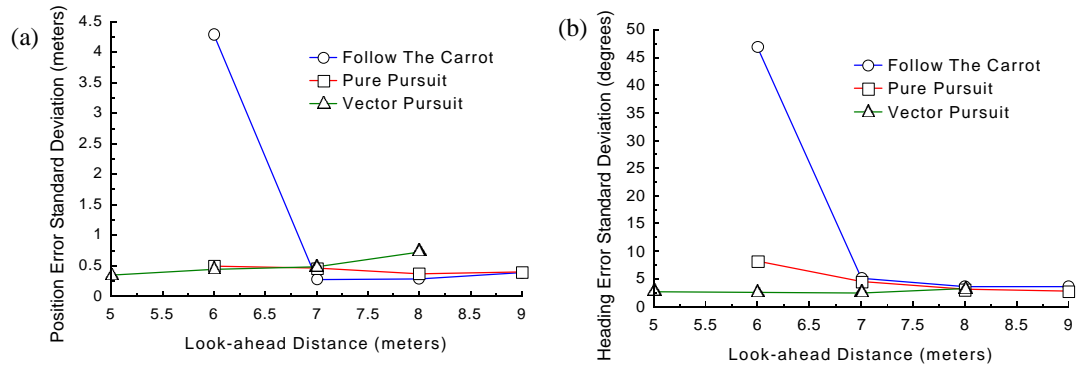 (a)
Position Error Standard Deviation (meters)
4.5
4
3.5
3
2.5
2
1.5
1
0.5
0
Follow The Carrot
Pure Pursuit
Vector Pursuit
5 5.5 6 6.5 7 7.5 8 8.5 9
Look-ahead Distance (meters)
(b)
Heading Error Standard Deviation (degrees)
50
45
40
35
30
25
20
15
10
5
0
Follow The Carrot
Pure Pursuit
Vector Pursuit
5 5.5 6 6.5 7 7.5 8 8.5 9
Look-ahead Distance (meters)